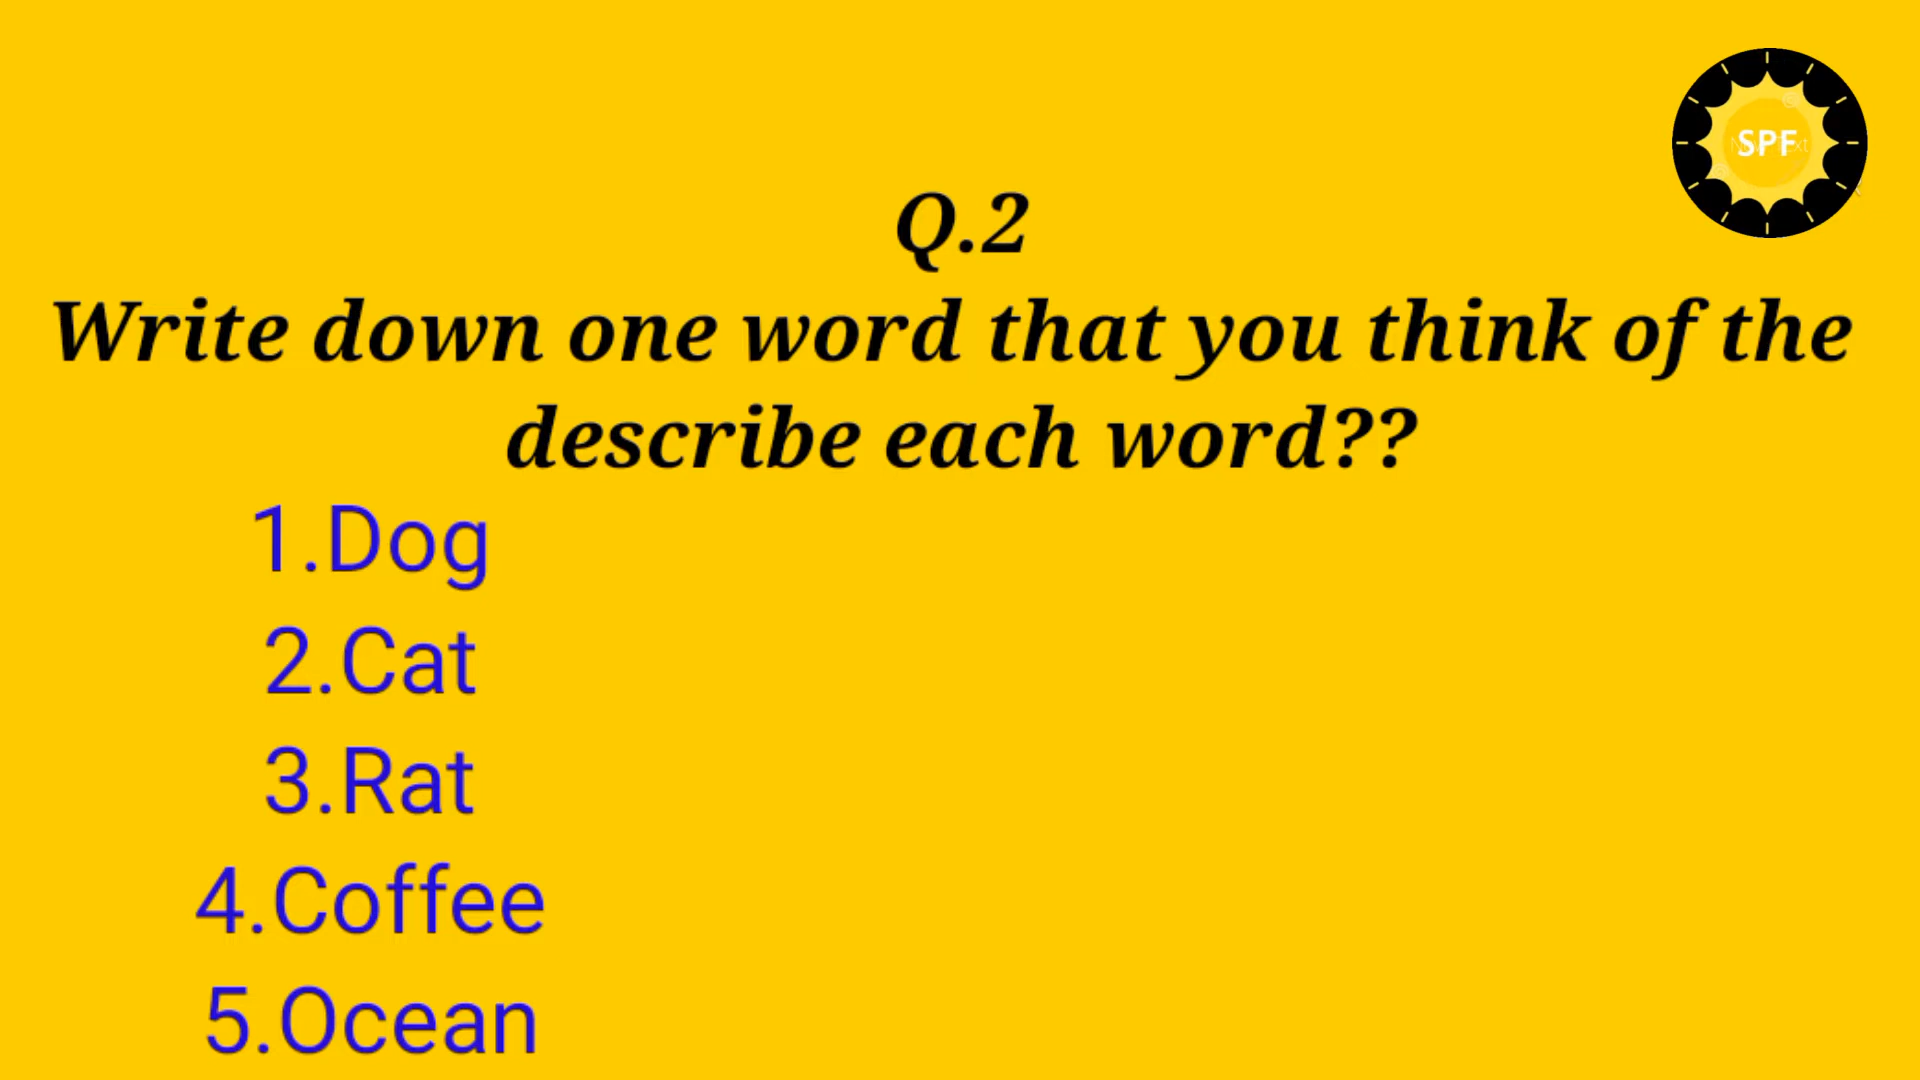 SPF
Q.2
Write down one word that you think of the
describe each word??
1.Dog
2.Cat
3.Rat
4.Coffee
5.Ocean